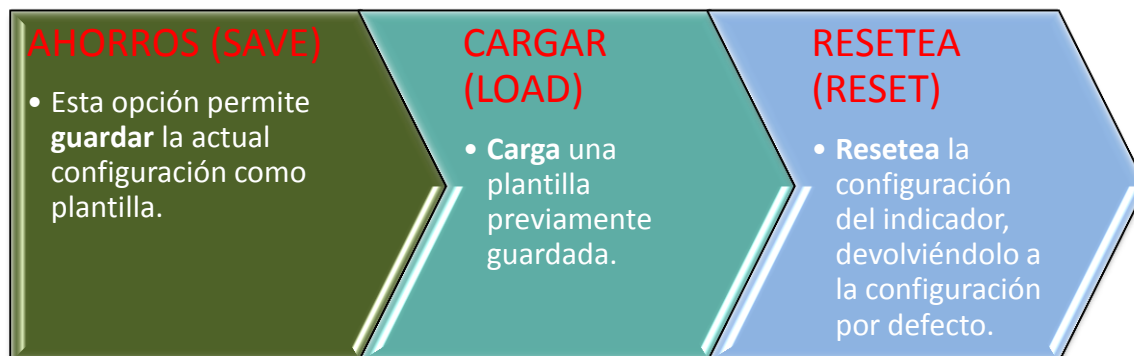 AHORROS (SAVE)
• Esta opción permite
guardar la actual
configuración como
plantilla.
CARGAR
(LOAD)
• Carga una
plantilla
previamente
guardada.
RESETEA
(RESET)
• Resetea la
configuración
del indicador,
devolviéndolo a
la configuración
por defecto.